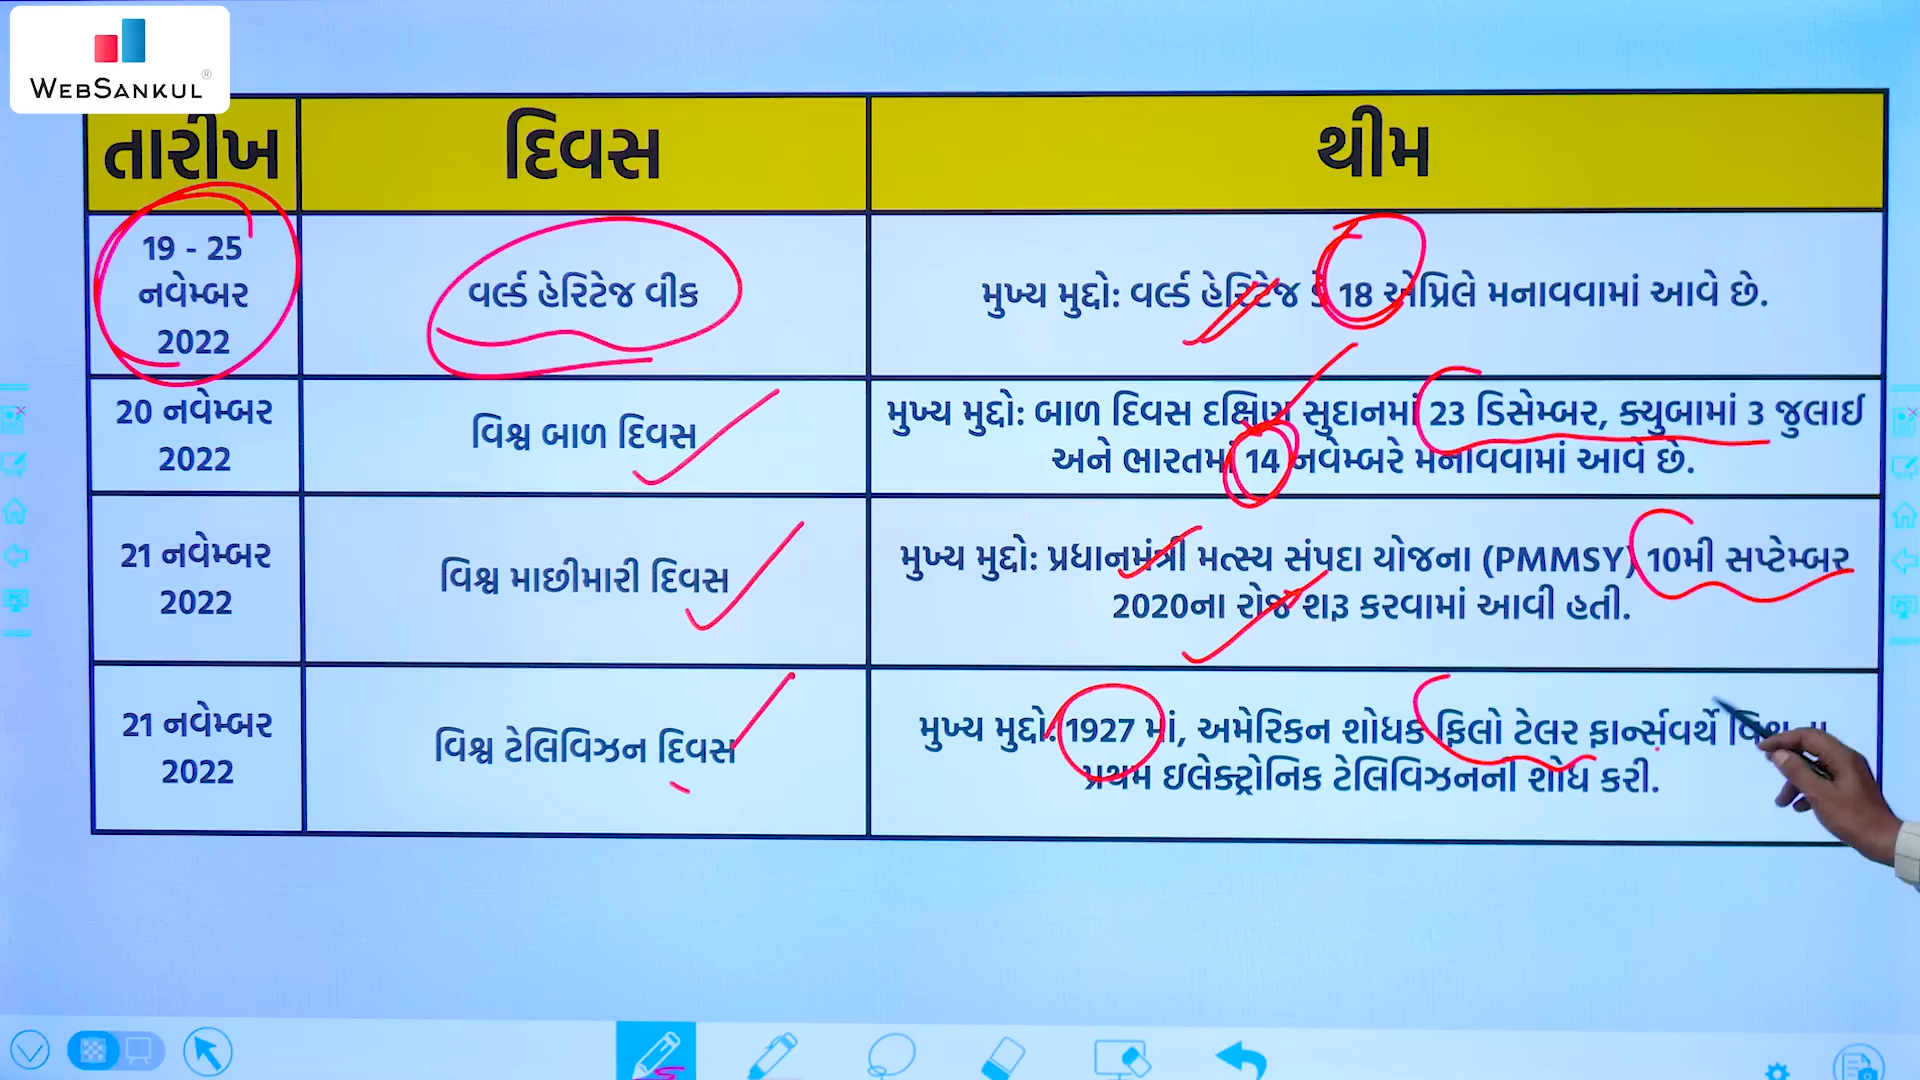 WEBSANKUL®
તારીખ દિવસ થીમ
19 - 25
નવેમ્બર
2022
વર્લ્ડ હેરિટેજ વીક
મુખ્ય મુદ્દો: વર્લ્ડ હેરિટેજ ડે 18 એપ્રિલે મનાવવામાં આવે છે.
20 નવેમ્બર
2022
વિશ્વ બાળ દિવસ
મુખ્ય મુદ્દો: બાળ દિવસ દક્ષિણ સુદાનમાં 23 ડિસેમ્બર, ક્યુબામાં 3 જુલાઈ
અને ભારતમાં 14 નવેમ્બરે મનાવવામાં આવે છે.
21 નવેમ્બર
2022
વિશ્વ માછીમારી દિવસ
મુખ્ય મુદ્દો: પ્રધાનમંત્રી મત્સ્ય સંપદા યોજના (PMMSY) 10મી સપ્ટેમ્બર
2020ના રોજ શરૂ કરવામાં આવી હતી.
21 નવેમ્બર
2022
વિશ્વ ટેલિવિઝન દિવસ
મુખ્ય મુદ્દો: 1927 માં, અમેરિકન શોધક ફિલો ટેલર ફાર્ન્સવર્થે
પ્રથમ ઇલેક્ટ્રોનિક ટેલિવિઝનની શોધ કરી.